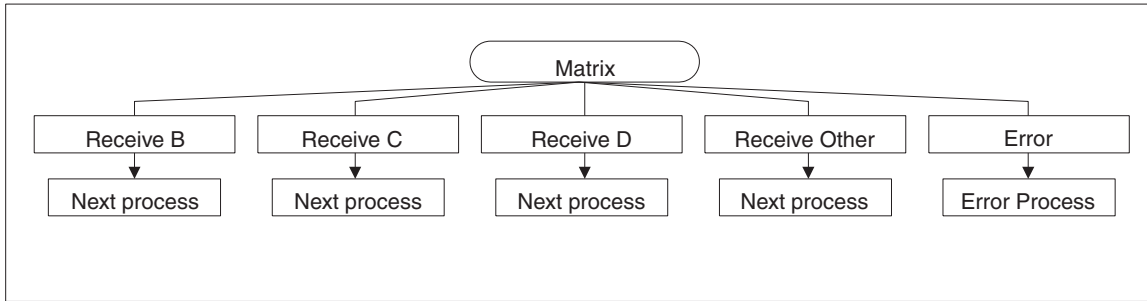 Matrix
Receive B
Receive C
Receive D
Receive Other
Error
Next process
Next process
Next process
Next process
Error Process